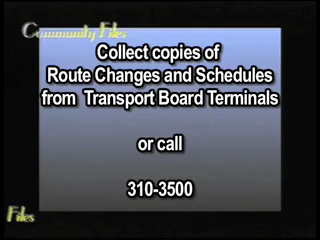 Community Files
Collect copies of
Route Changes and Schedules
from Transport Board Terminals
or call
310-3500
Files